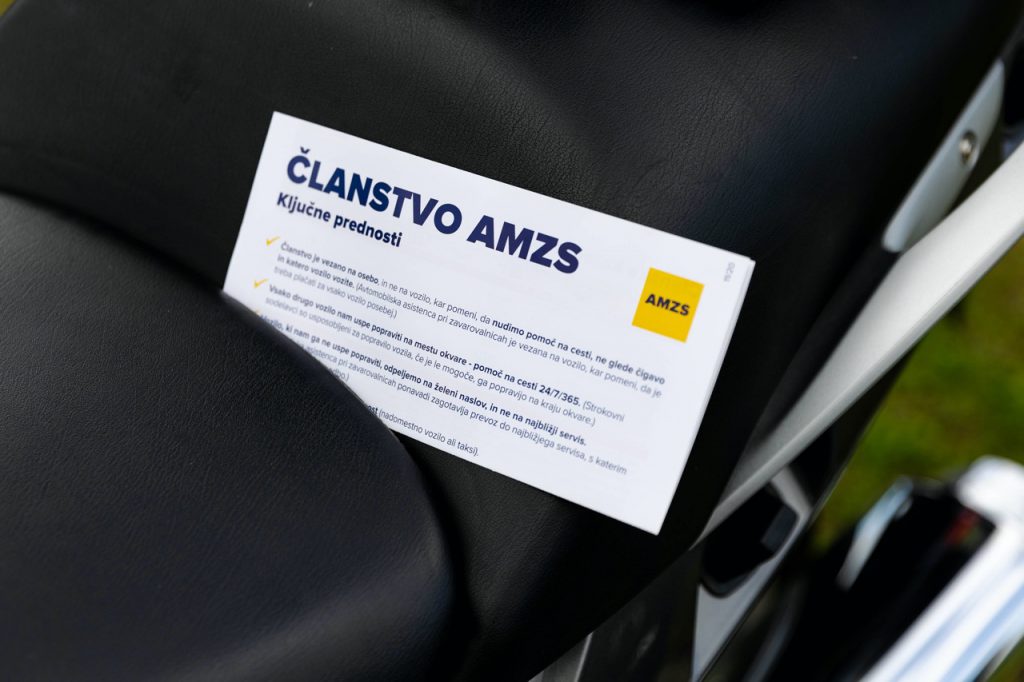 ČLANSTVO AMZS
Ključne prednosti
Članstvo je vezano na osebo, in ne na vozilo, kar pomeni, da nudimo pomoč na cesti, ne glede čigavo
in katero vozilo vozite. (Avtomobilska asistenca pri zavarovalnicah je vezana na vozilo, kar pomeni, da je
treba plačati za vsako vozilo posebej.)
Vsako drugo vozilo nam uspe popraviti na mestu okvare - pomoč na cesti 24/7/365. (Strokovni
sodelavci so usposobljeni za popravilo vozila, če je le mogoče, ga popravijo na kraju okvare.)
ki nam ga ne uspe popraviti, odpeljemo na želeni naslov, in ne na najbližji servis.
pri zavarovalnicah ponavadi zagotavlja prevoz do najbližjega servisa, s katerim
(nadomestno vozilo ali taksi).
AMZS